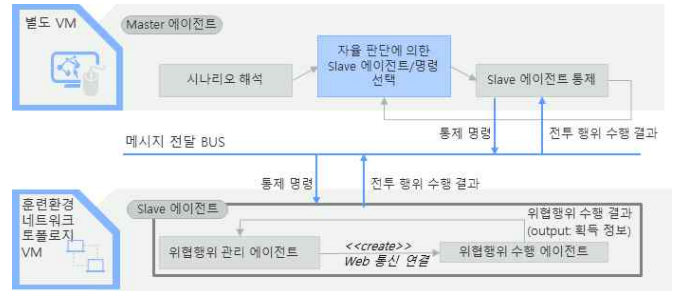 별도 VM
Master 에이전트
시나리오 해석
자율 판단에 의한
Slave 에이전트/명령
선택
Slave 에이전트 통제
메시지 전달 BUS
통제 명령
전투 행위 수행 결과
통제 명령
전투 행위 수행 결과
훈련환경
네트워크
토폴로지
VM
Slave 에이전트
위협행위 수행 결과
(output: 획득 정보)
위협행위 관리 에이전트
<<create>>
Web 통신 연결
위협행위 수행 에이전트